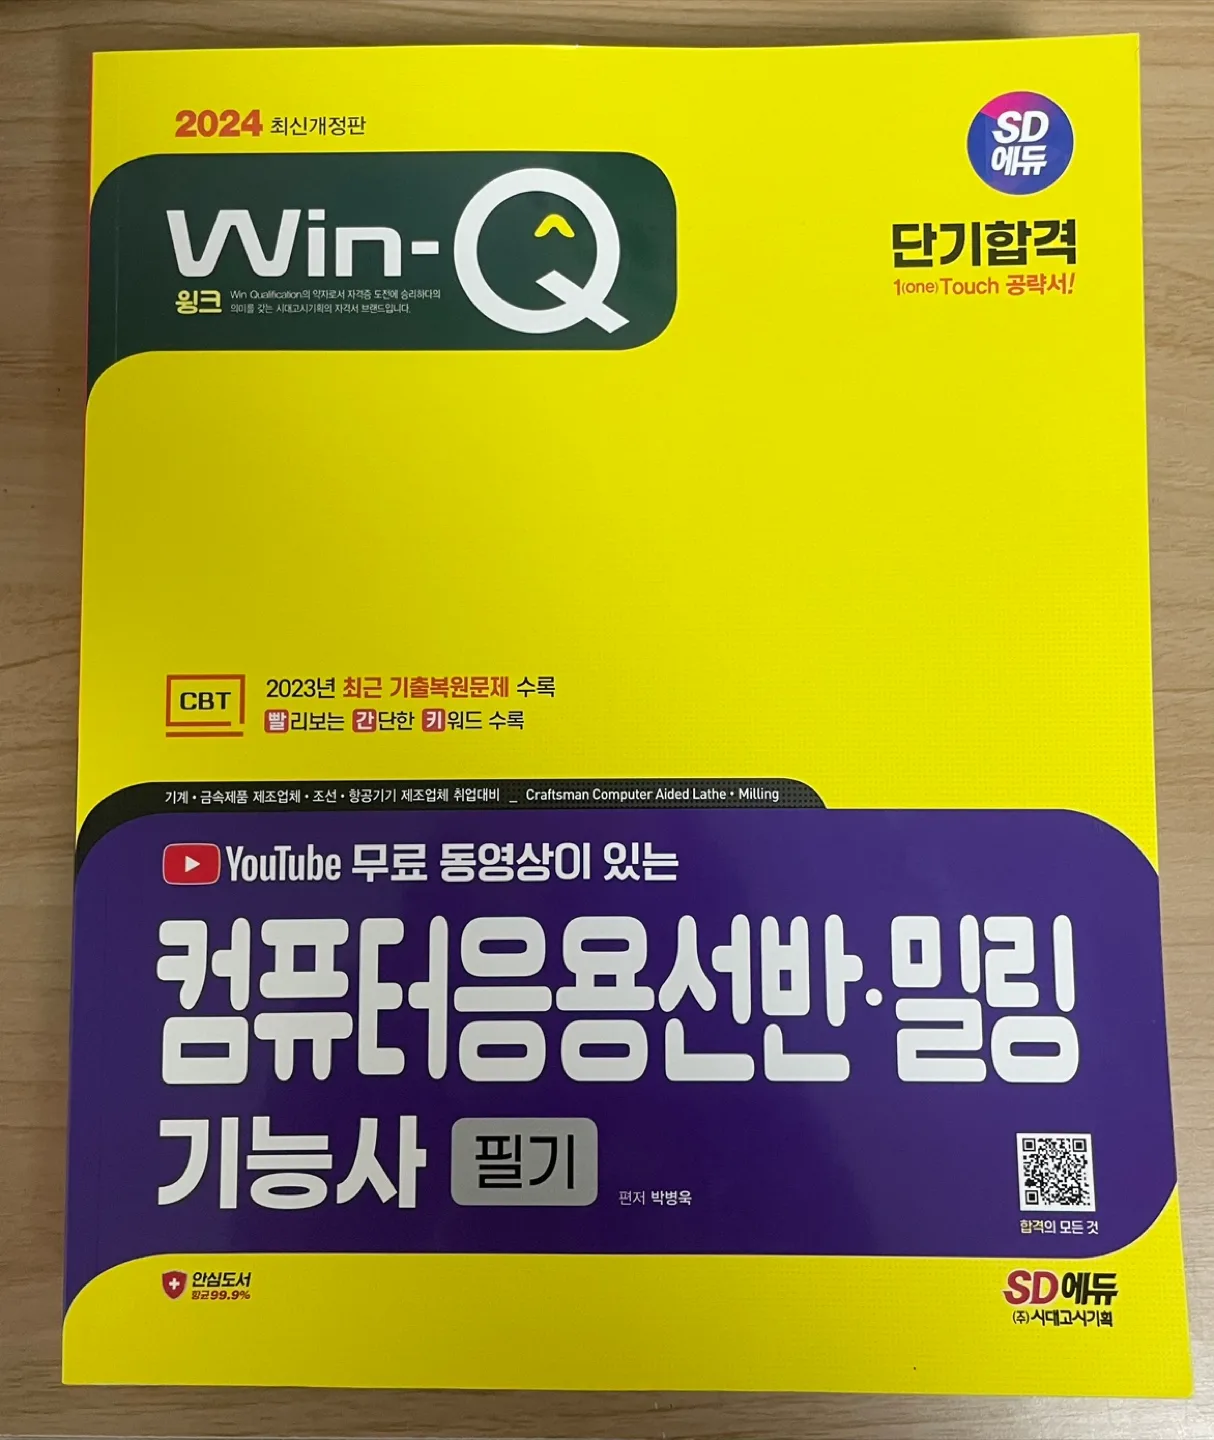 2024 최신개정판
SD
에듀
Win-Q
윙크
Win Qualification의 약자로서 자격증 도전에 승리하다의
의미를 갖는 시대고시기획의 자격서 브랜드입니다.
단기합격
1(one)Touch 공략서!
CBT
2023년 최근 기출복원문제 수록
빨리보는 간단한 키워드 수록
기계・금속제품 제조업체・조선・항공기기 제조업체 취업대비 _ Craftsman Computer Aided Lathe・Milling
YouTube 무료 동영상이 있는
컴퓨터응용선반·밀링
기능사 필기
편저 박병욱
합격의 모든 것
안심도서
항균99.9%
SD에듀
(주)시대고시기획